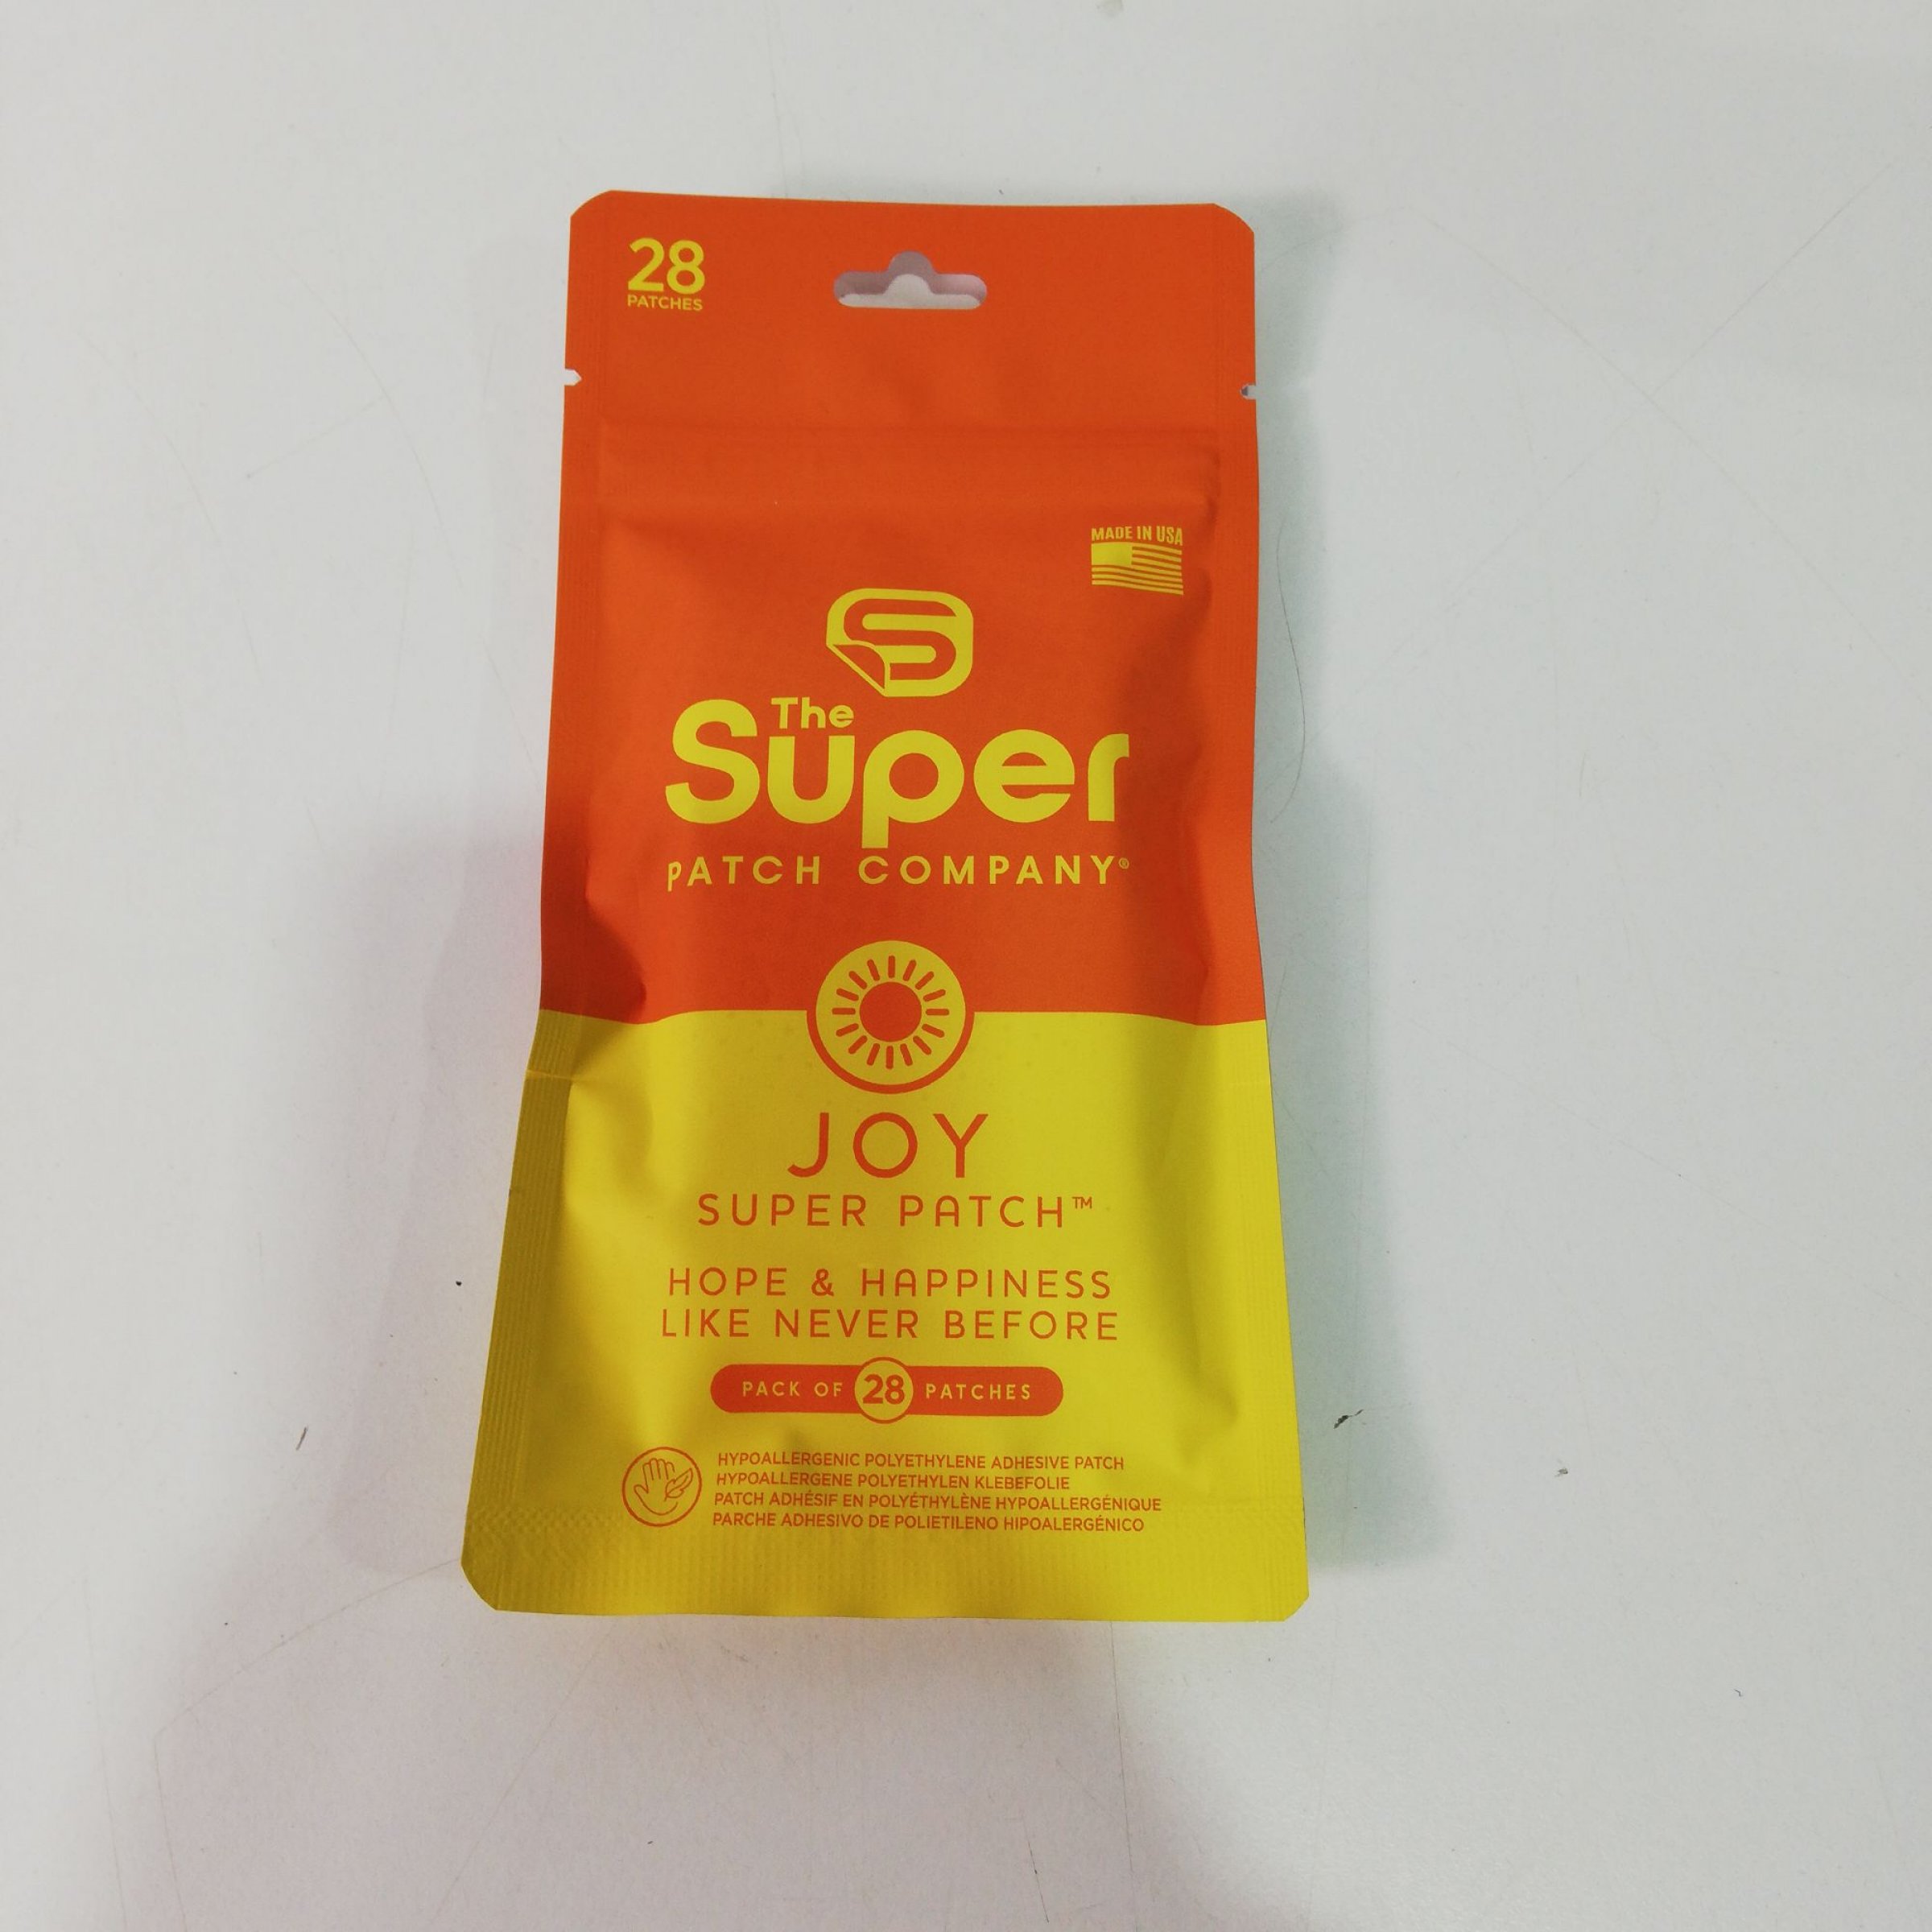 28
PATCHES
MADE IN USA
The
Super
PATCH COMPANY®
JOY
SUPER PATCH™
HOPE & HAPPINESS
LIKE NEVER BEFORE
PACK OF 28 PATCHES
HYPOALLERGENIC POLYETHYLENE ADHESIVE PATCH
HYPOALLERGENE POLYETHYLEN KLEBEFOLIE
PATCH ADHÉSIF EN POLYÉTHYLÈNE HYPOALLERGÉNIQUE
PARCHE ADHESIVO DE POLIETILENO HIPOALERGÉNICO